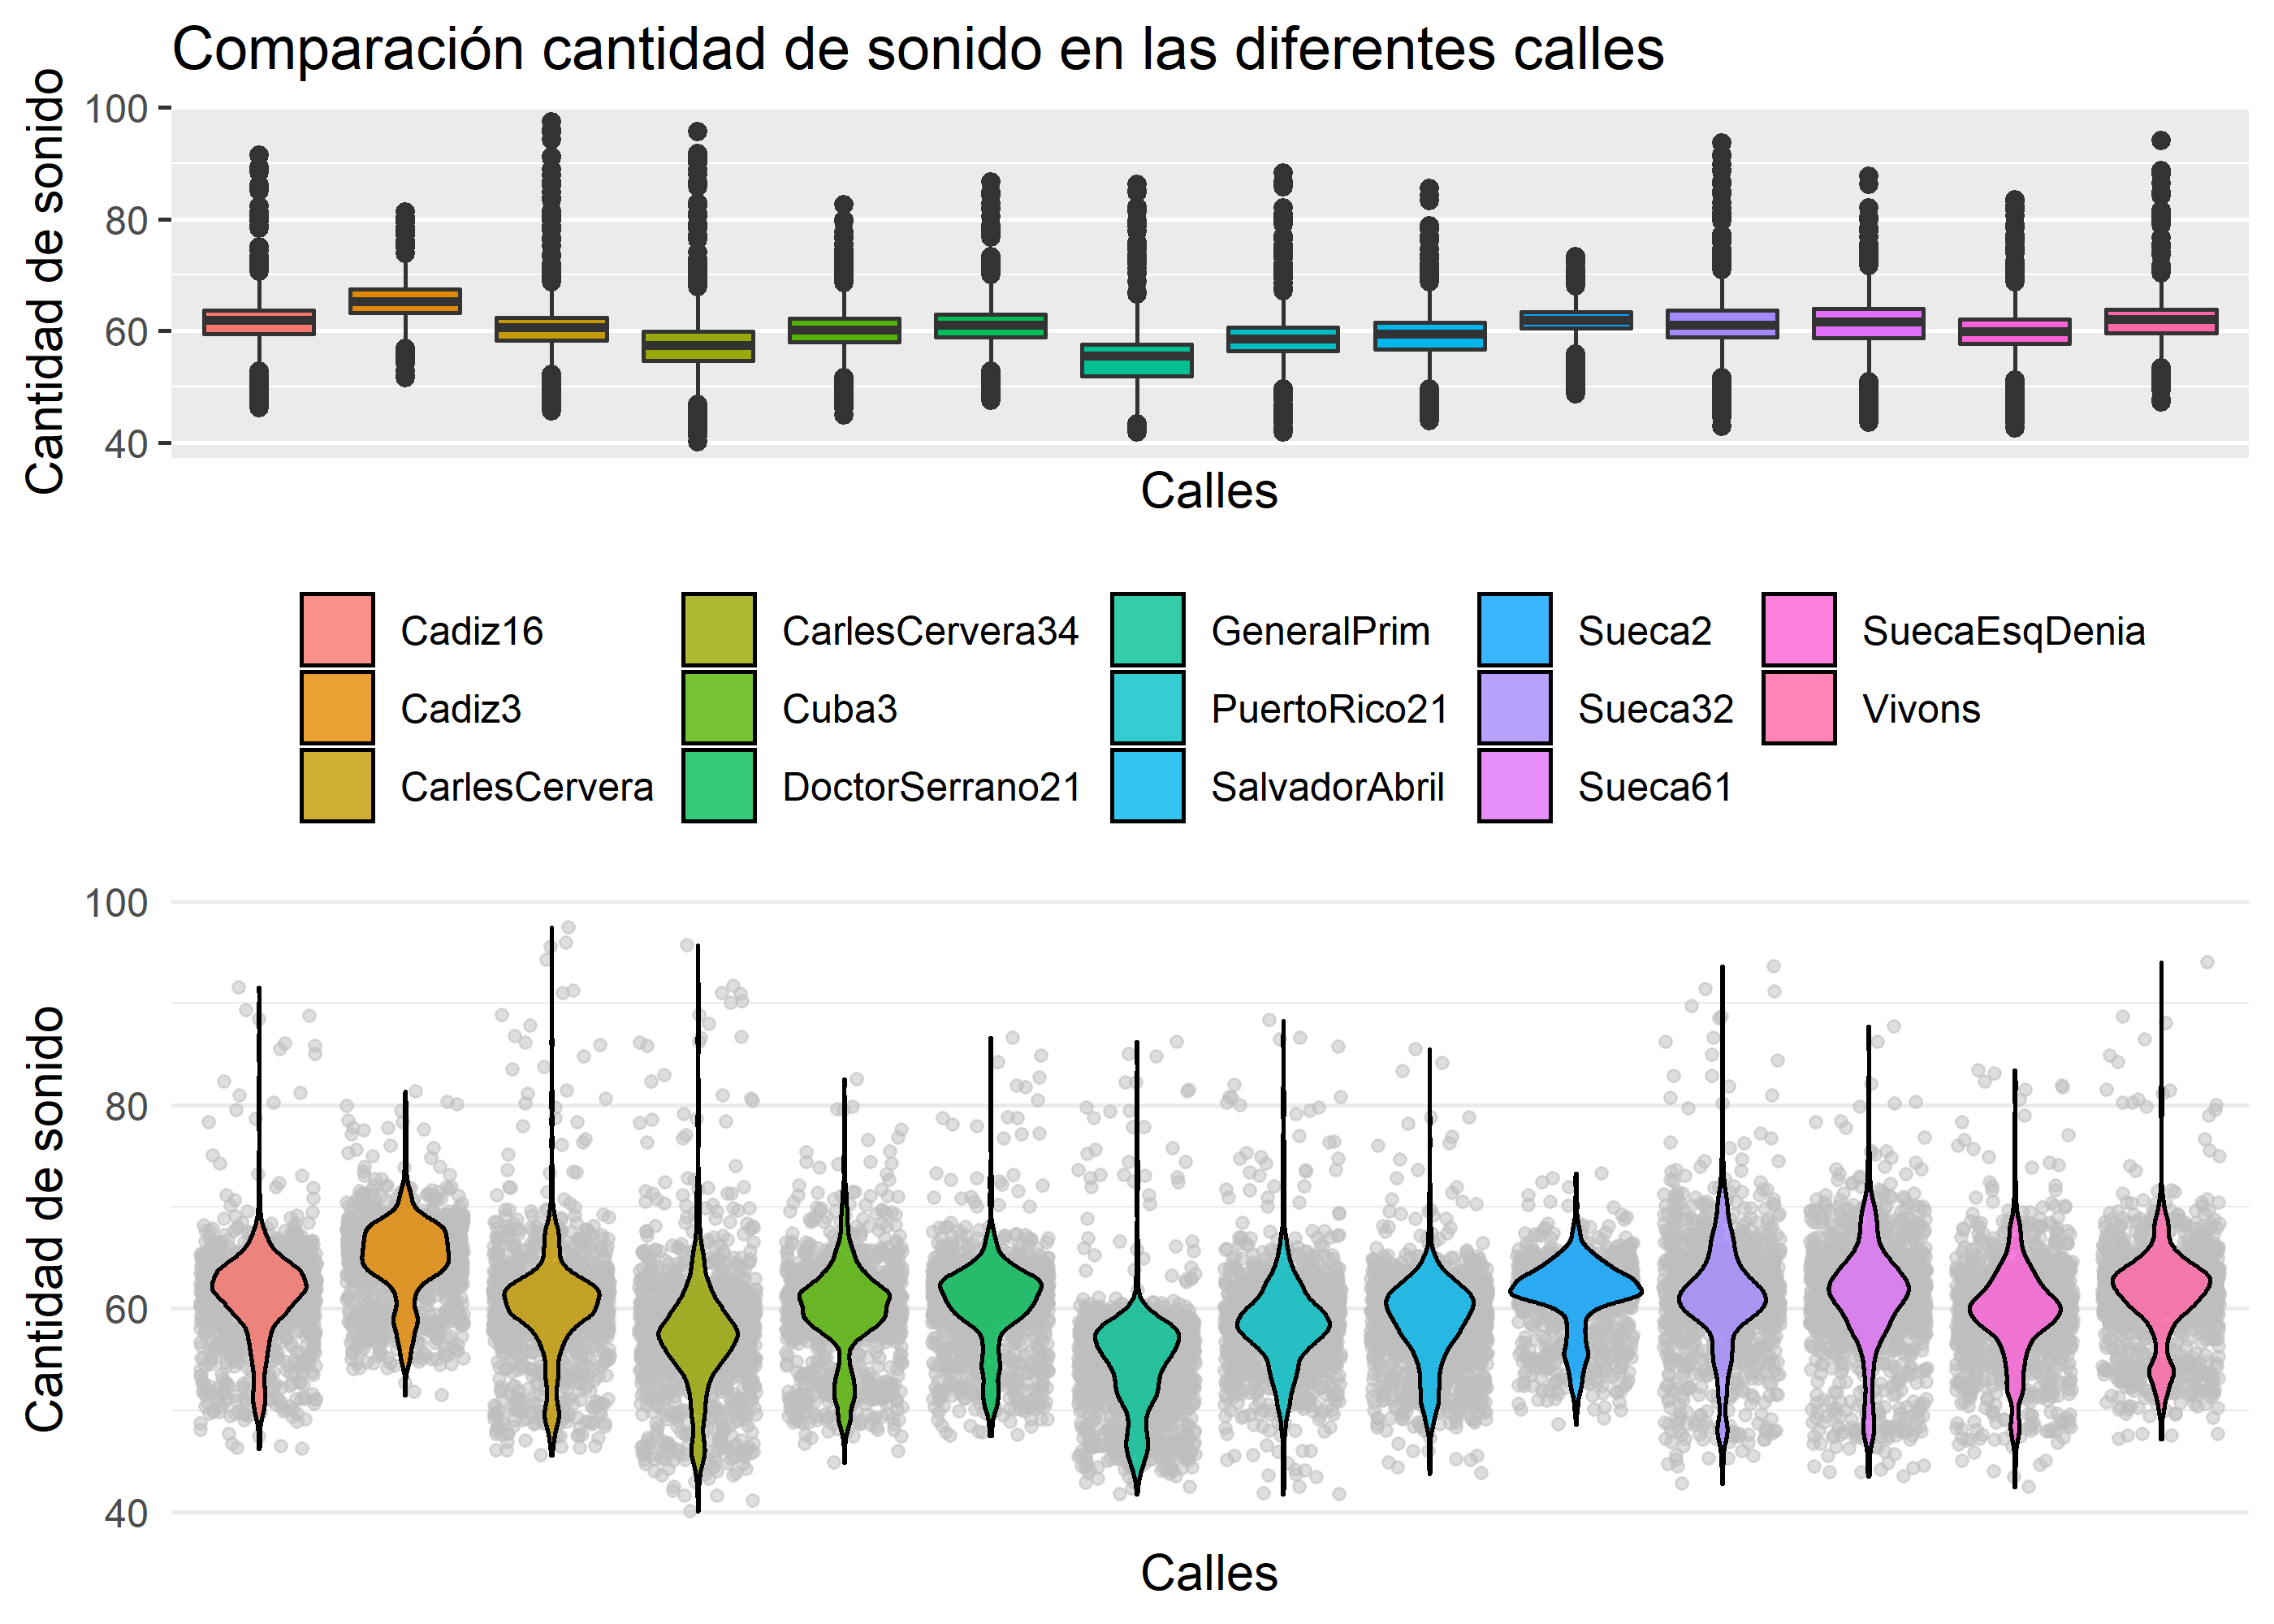 Comparación cantidad de sonido en las diferentes calles
Cantidad de sonido
100
80
60
40
Calles
Cadiz16
CarlesCervera34
GeneralPrim
Sueca2
SuecaEsqDenia
Cadiz3
Cuba3
PuertoRico21
Sueca32
Vivons
CarlesCervera
DoctorSerrano21
SalvadorAbril
Sueca61
Cantidad de sonido
100
80
60
40
Calles